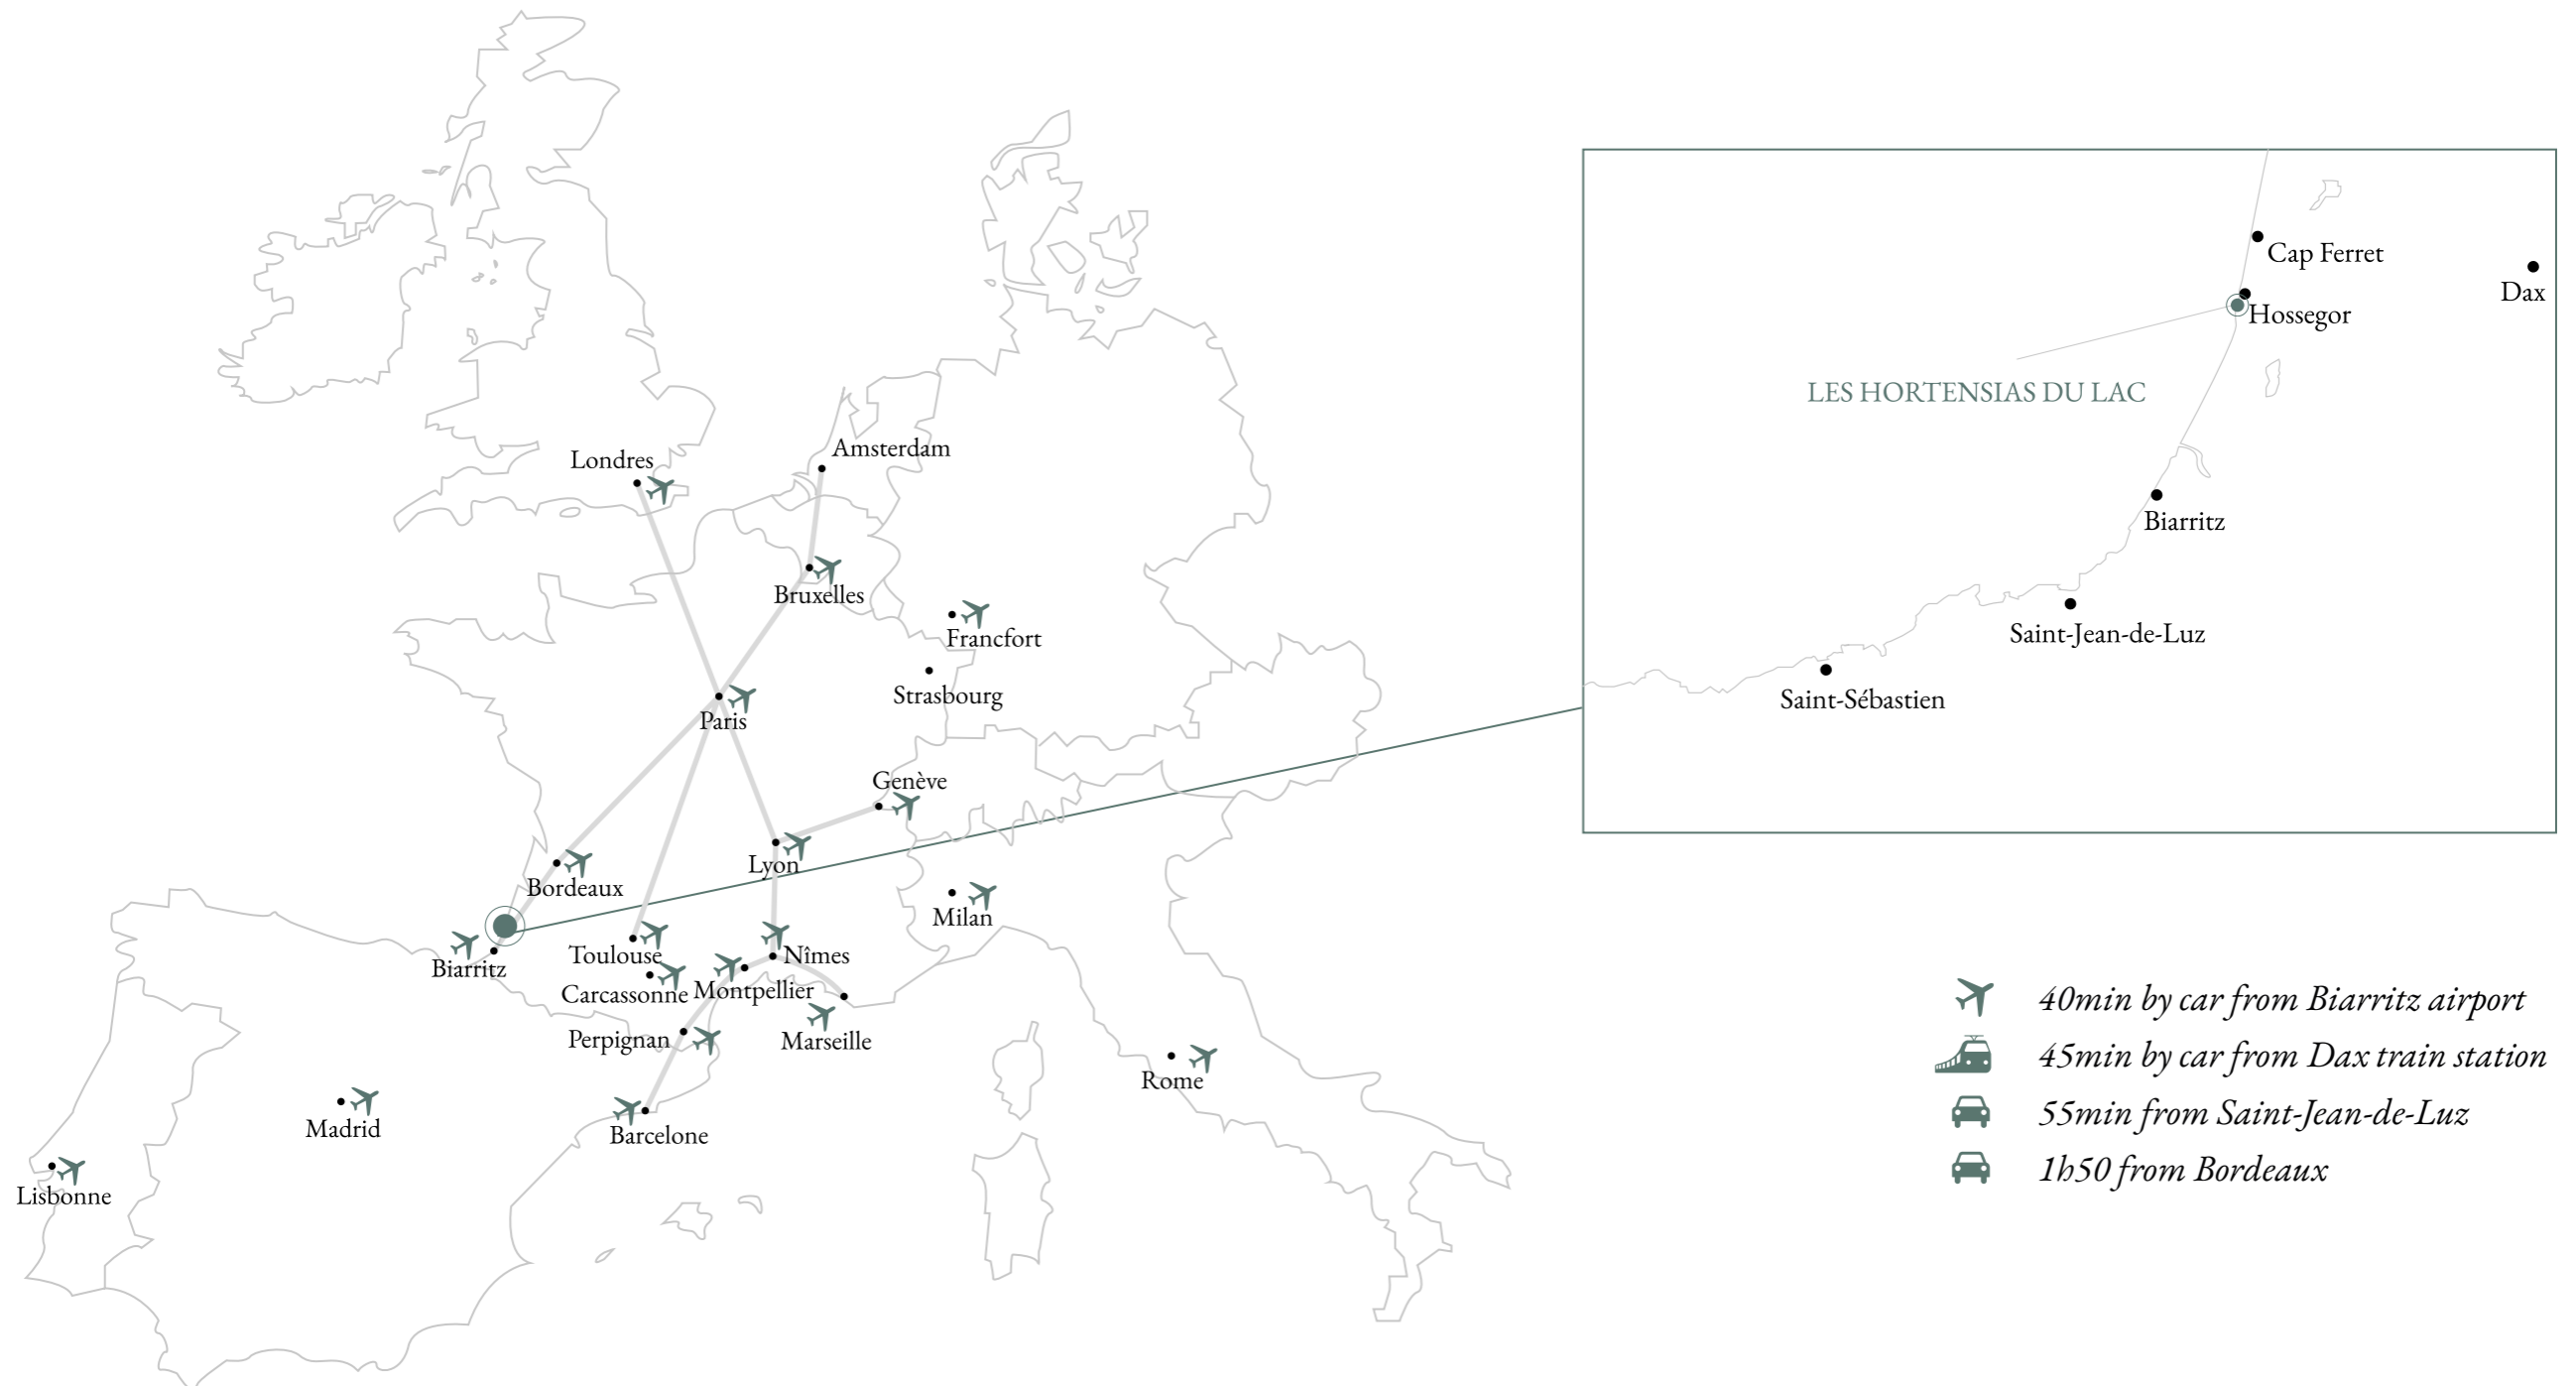 Londres
Amsterdam
Bruxelles
Francfort
Strasbourg
Paris
Genève
Lyon
Bordeaux
Milan
Biarritz
Toulouse
Nîmes
Carcassonne
Montpellier
Perpignan
Marseille
Rome
Madrid
Barcelone
Lisbonne
Cap Ferret
Dax
Hossegor
LES HORTENSIAS DU LAC
Biarritz
Saint-Jean-de-Luz
Saint-Sébastien
40min by car from Biarritz airport
45min by car from Dax train station
55min from Saint-Jean-de-Luz
1h50 from Bordeaux